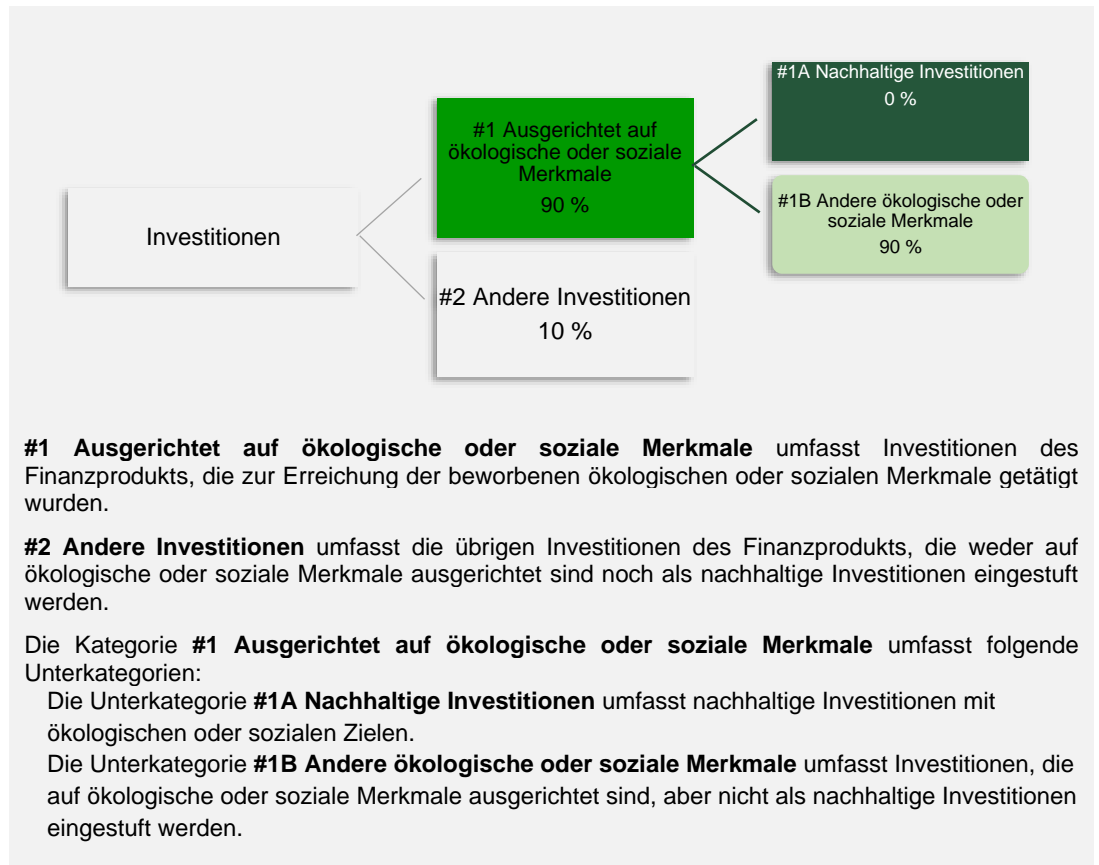 #1A Nachhaltige Investitionen
0 %
#1 Ausgerichtet auf
ökologische oder soziale
Merkmale
90 %
#1B Andere ökologische oder
soziale Merkmale
90 %
Investitionen
#2 Andere Investitionen
10 %
#1 Ausgerichtet auf ökologische oder soziale Merkmale umfasst Investitionen des
Finanzprodukts, die zur Erreichung der beworbenen ökologischen oder sozialen Merkmale getätigt
wurden.
#2 Andere Investitionen umfasst die übrigen Investitionen des Finanzprodukts, die weder auf
ökologische oder soziale Merkmale ausgerichtet sind noch als nachhaltige Investitionen eingestuft
werden.
Die Kategorie #1 Ausgerichtet auf ökologische oder soziale Merkmale umfasst folgende
Unterkategorien:
Die Unterkategorie #1A Nachhaltige Investitionen umfasst nachhaltige Investitionen mit
ökologischen oder sozialen Zielen.
Die Unterkategorie #1B Andere ökologische oder soziale Merkmale umfasst Investitionen, die
auf ökologische oder soziale Merkmale ausgerichtet sind, aber nicht als nachhaltige Investitionen
eingestuft werden.